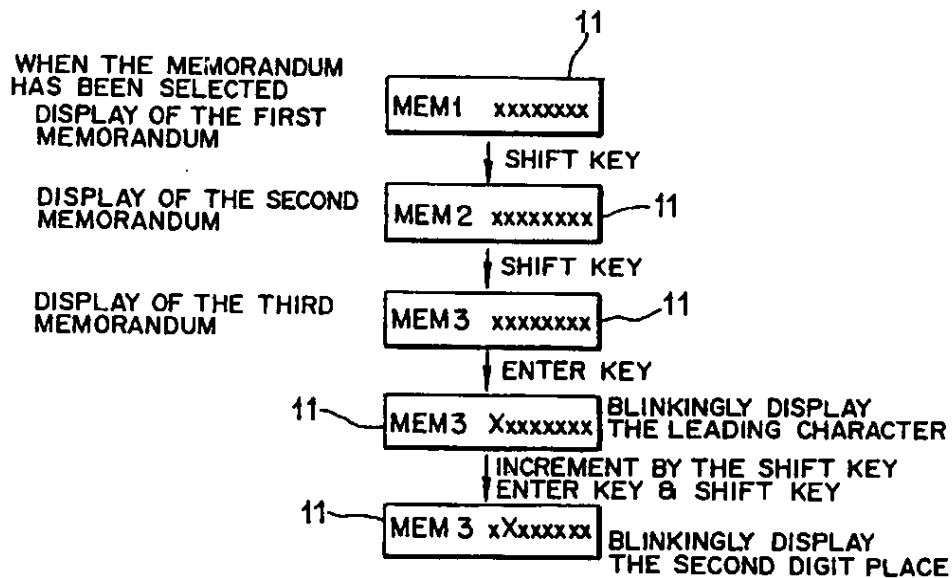 11
WHEN THE MEMORANDUM
HAS BEEN SELECTED
DISPLAY OF THE FIRST
MEMORANDUM
MEM1 xxxxxxxx
SHIFT KEY
DISPLAY OF THE SECOND
MEMORANDUM
MEM2 xxxxxxxx
11
SHIFT KEY
DISPLAY OF THE THIRD
MEMORANDUM
MEM3 xxxxxxxx
11
ENTER KEY
11
MEM3 Xxxxxxxx
BLINKINGLY DISPLAY
THE LEADING CHARACTER
INCREMENT BY THE SHIFT KEY
ENTER KEY & SHIFT KEY
11
MEM3 xXxxxxxx
BLINKINGLY DISPLAY
THE SECOND DIGIT PLACE